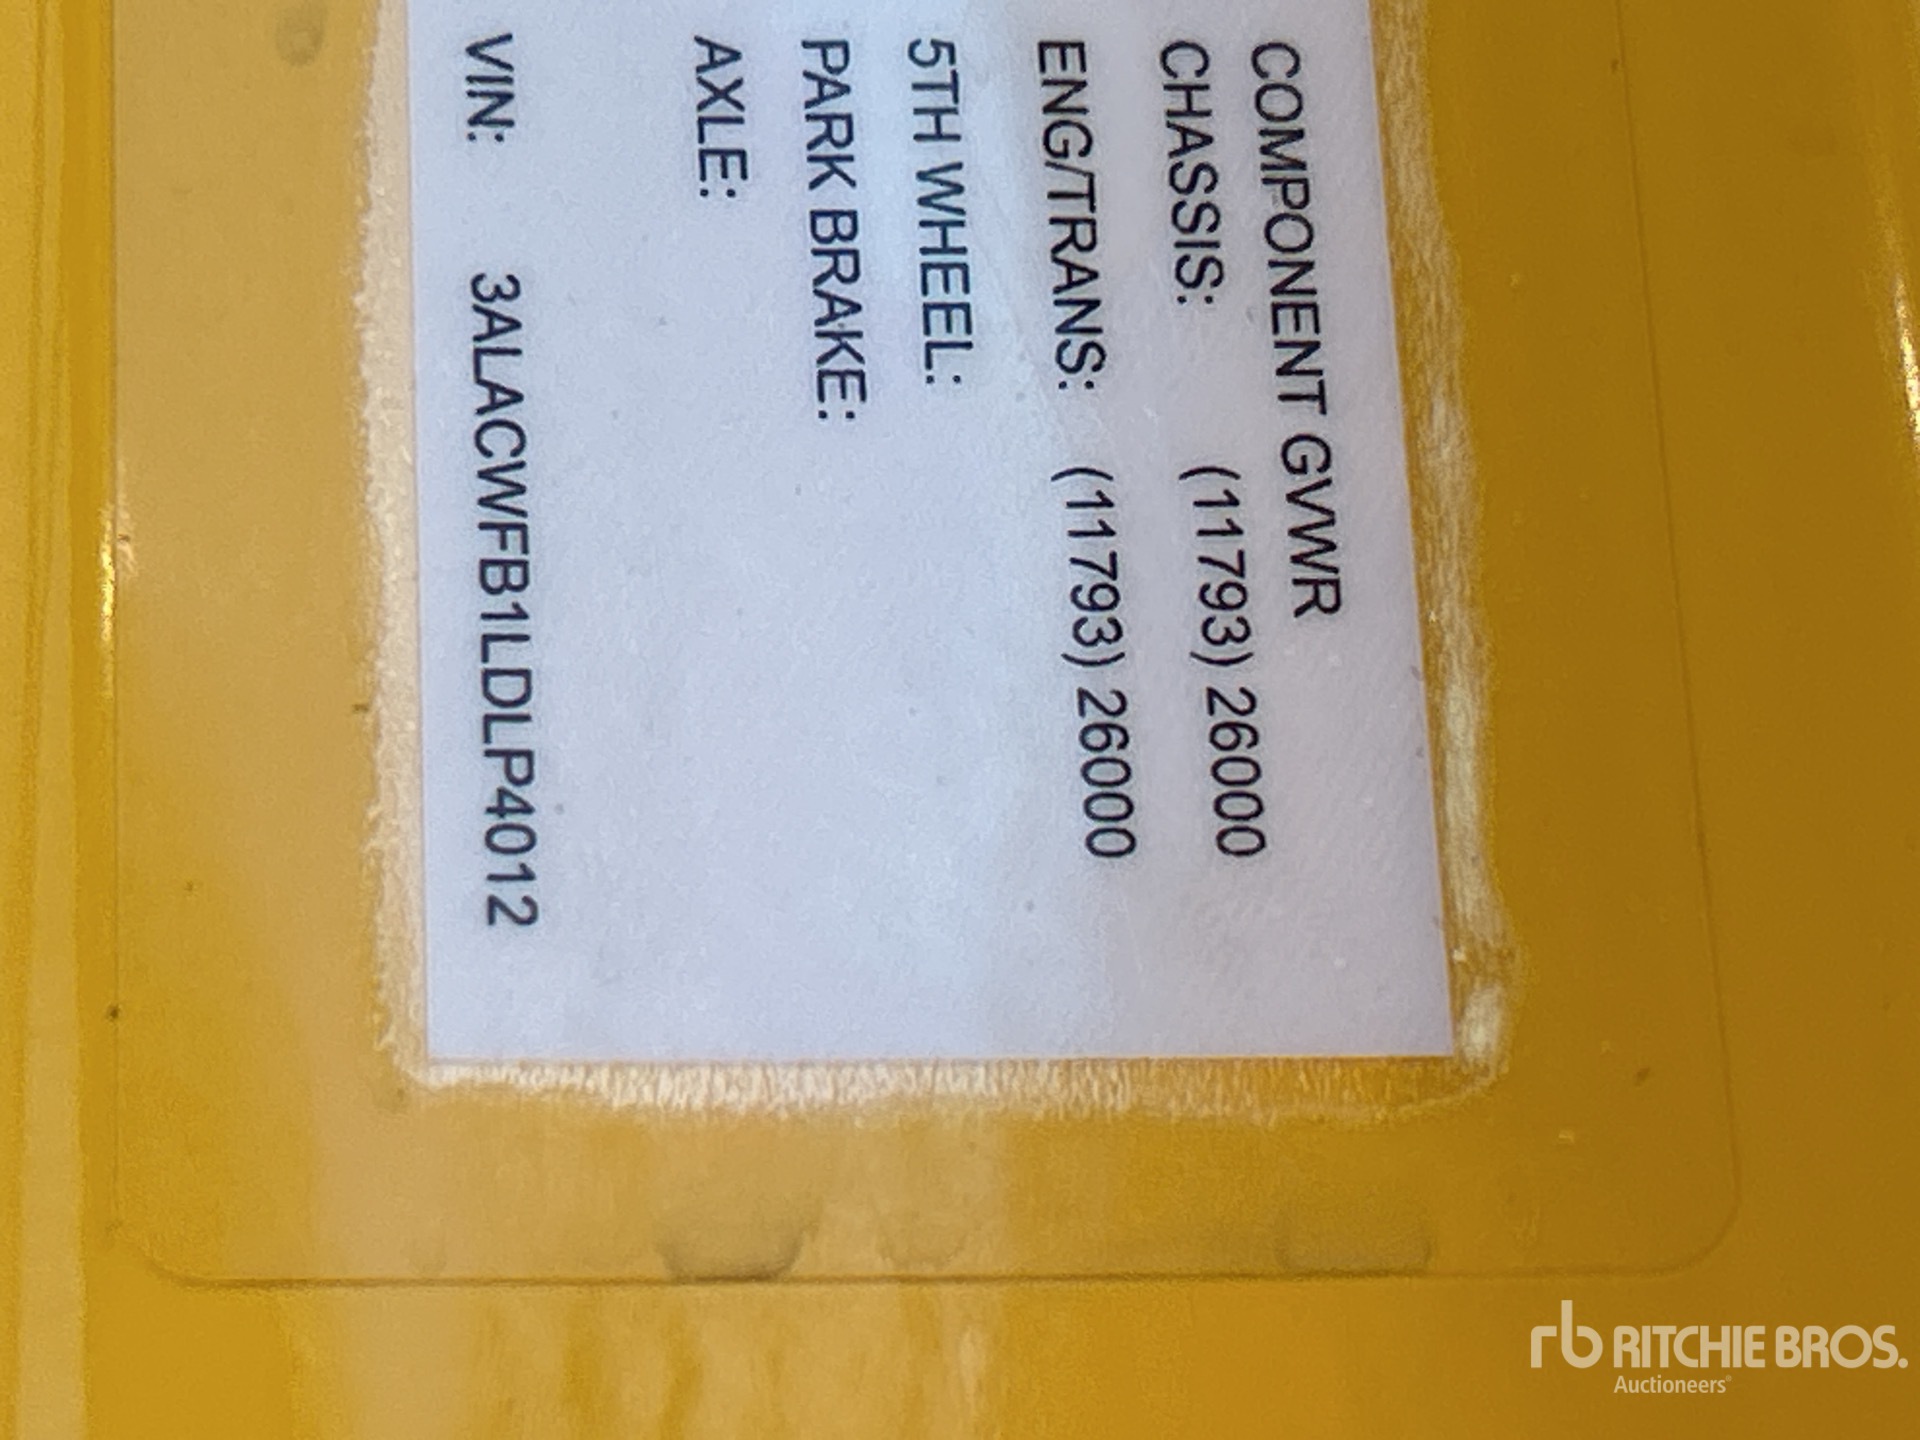 COMPONENT GVWR
CHASSIS: (11793) 26000
ENG/TRANS: (11793) 26000
5TH WHEEL:
PARK BRAKE:
AXLE:
VIN: 3ALACWFB1LDLP4012
rb RITCHIE BROS.
Auctioneers